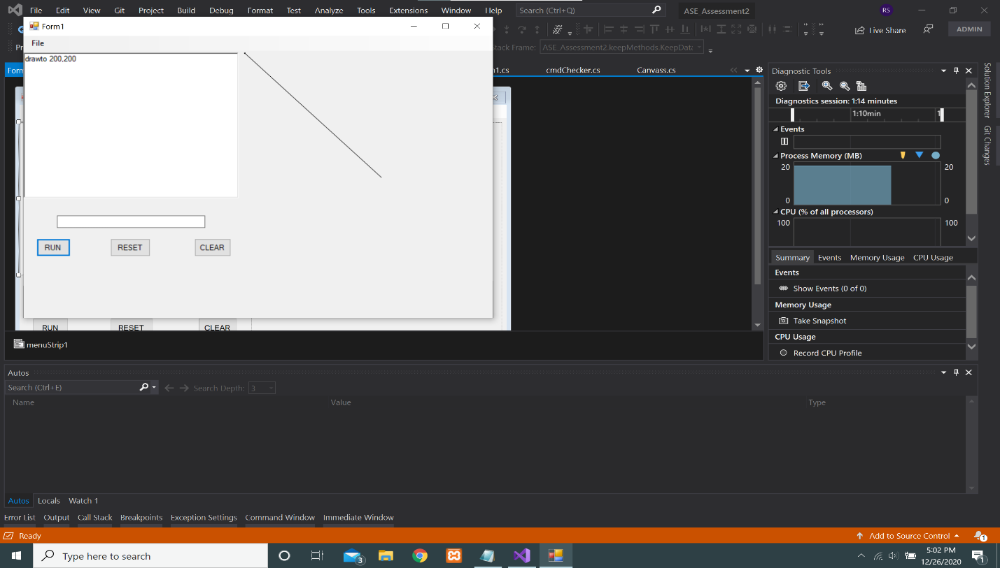 File Edit View Git Project Build Debug Format Test Analyze Tools Extensions Window Help Search (Ctrl+Q) ASE_Assessment2 RS
Form1
Live Share ADMIN
File
Stack Frame: ASE_Assessment2.keepMethods.KeepData
drawto 200,200
Form
1.cs cmdChecker.cs Canvass.cs
Diagnostic Tools
Diagnostics session: 1:14 minutes
1:10min
Events
Process Memory (MB)
20 20
0 0
CPU (% of all processors)
100 100
Summary Events Memory Usage CPU Usage
Events
Show Events (0 of 0)
Memory Usage
Take Snapshot
CPU Usage
Record CPU Profile
Solution Explorer
Git Changes
RUN RESET CLEAR
RUN RESET CLEAR
menuStrip1
Autos
Search (Ctrl+E) Search Depth: 3
Name Value Type
Autos Locals Watch 1
Error List Output Call Stack Breakpoints Exception Settings Command Window Immediate Window
Ready Add to Source Control 1
Type here to search 3
5:02 PM
12/26/2020
1